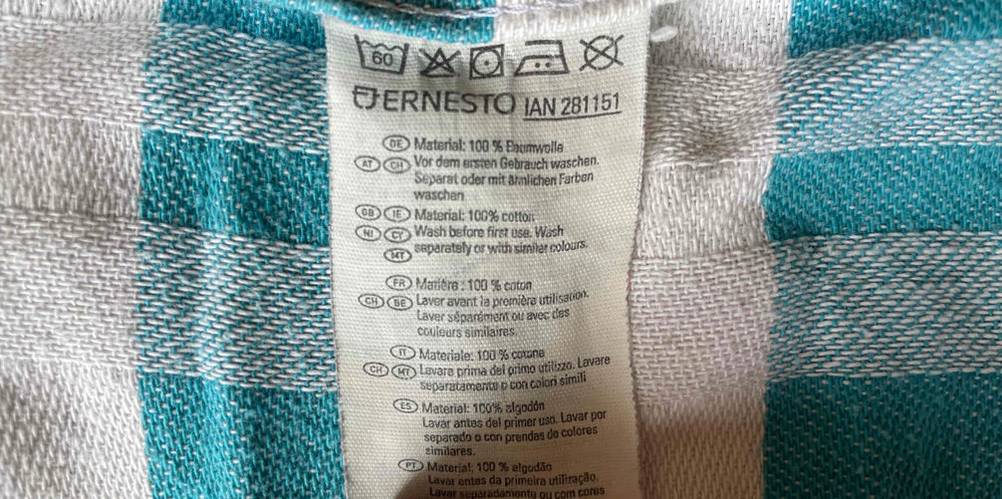 60
ERNESTO IAN 281151
DE Material: 100 % Baumwolle
AT CH Vor dem ersten Gebrauch waschen.
Separat oder mit ähnlichen Farben
waschen
GB IE Material: 100% cotton
NI CY Wash before first use. Wash
MT separately or with similar colours.
FR Matière : 100 % coton
CH BE Laver avant la première utilisation.
Laver séparément ou avec des
couleurs similaires.
IT Materiale: 100 % cotone
CH MT Lavare prima del primo utilizzo. Lavare
separatamente o con colori simili
ES Material: 100% algodón
Lavar antes del primer uso. Lavar por
separado o con prendas de colores
similares.
PT Material: 100 % algodão
Lavar antes da primeira utilização.
Lavar separadamente ou com cores